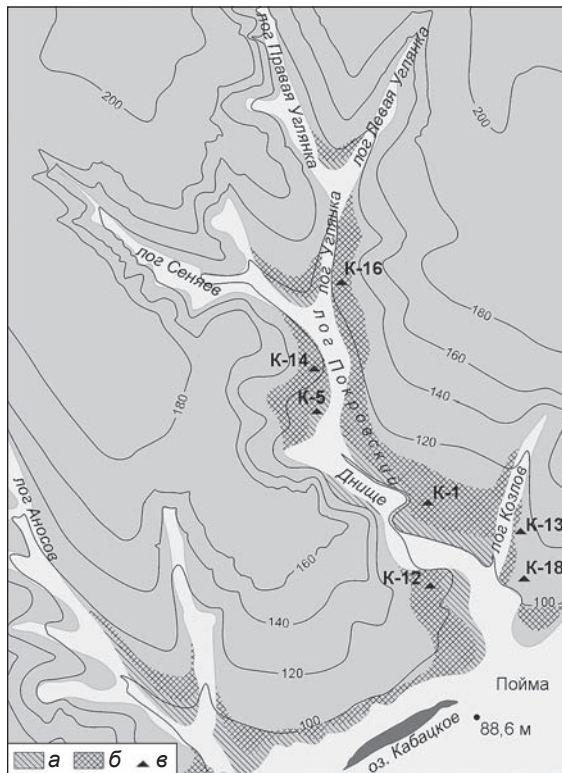 200
лог Правая Углянка
лог Левая Углянка
200
лог Углянка
лог Сеняев
К-16
лог Покровский
180
К-14
160
140
К-5
180
120
Днище
лог Козлов
К-1
лог Аносов
К-13
160
К-18
К-12
100
140
120
Пойма
100
88,6 м
оз. Кабацкое
а б в